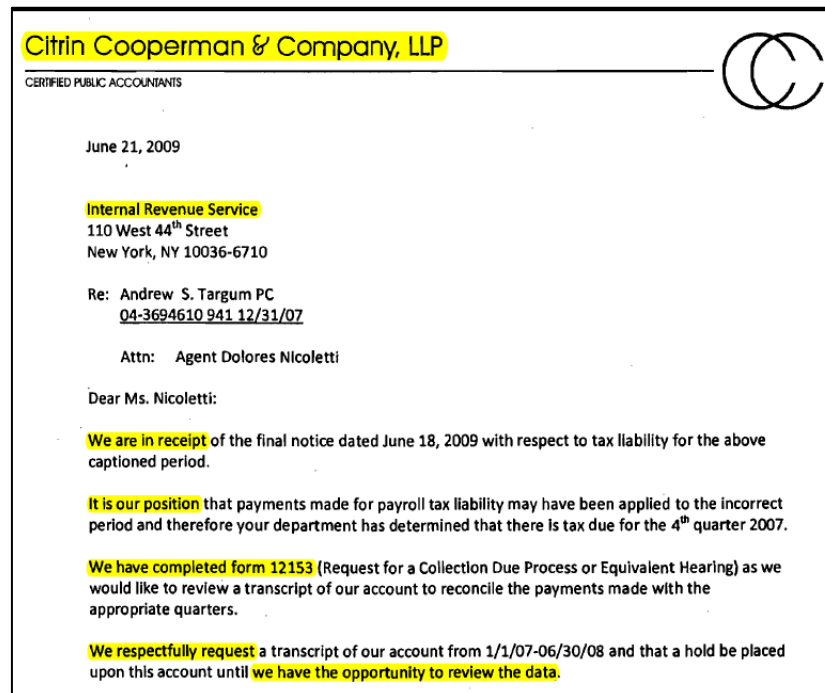 Citrin Cooperman & Company, LLP
CERTIFIED PUBLIC ACCOUNTANTS
CC
June 21, 2009
Internal Revenue Service
110 West 44th Street
New York, NY 10036-6710
Re: Andrew S. Targum PC
04-3694610 941 12/31/07
Attn: Agent Dolores Nicoletti
Dear Ms. Nicoletti:
We are in receipt of the final notice dated June 18, 2009 with respect to tax liability for the above
captioned period.
It is our position that payments made for payroll tax liability may have been applied to the incorrect
period and therefore your department has determined that there is tax due for the 4th quarter 2007.
We have completed form 12153 (Request for a Collection Due Process or Equivalent Hearing) as we
would like to review a transcript of our account to reconcile the payments made with the
appropriate quarters.
We respectfully request a transcript of our account from 1/1/07-06/30/08 and that a hold be placed
upon this account until we have the opportunity to review the data.